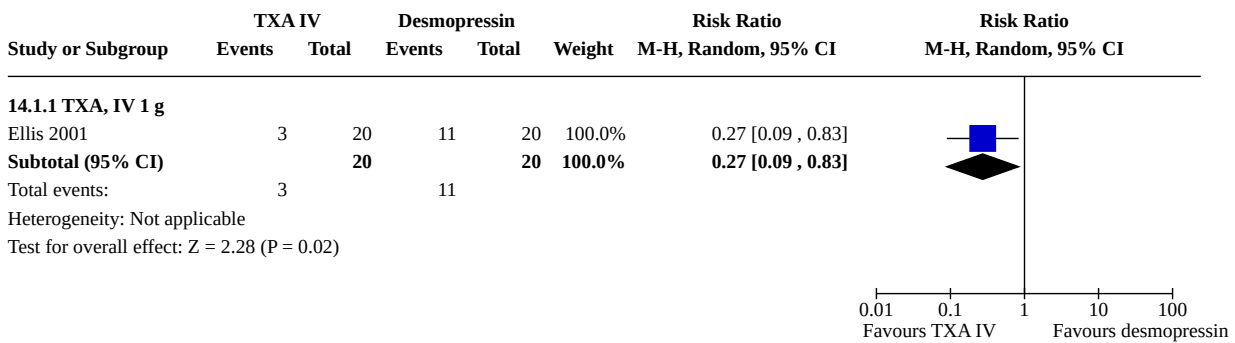 TXA IV Desmopressin Risk Ratio Risk Ratio
Study or Subgroup Events Total Events Total Weight M-H, Random, 95% CI M-H, Random, 95% CI
14.1.1 TXA, IV 1 g
Ellis 2001 3 20 11 20 100.0% 0.27 [0.09 , 0.83]
Subtotal (95% CI) 20 20 100.0% 0.27 [0.09 , 0.83]
Total events: 3 11
Heterogeneity: Not applicable
Test for overall effect: Z = 2.28 (P = 0.02)
0.01 0.1 1 10 100
Favours TXA IV Favours desmopressin